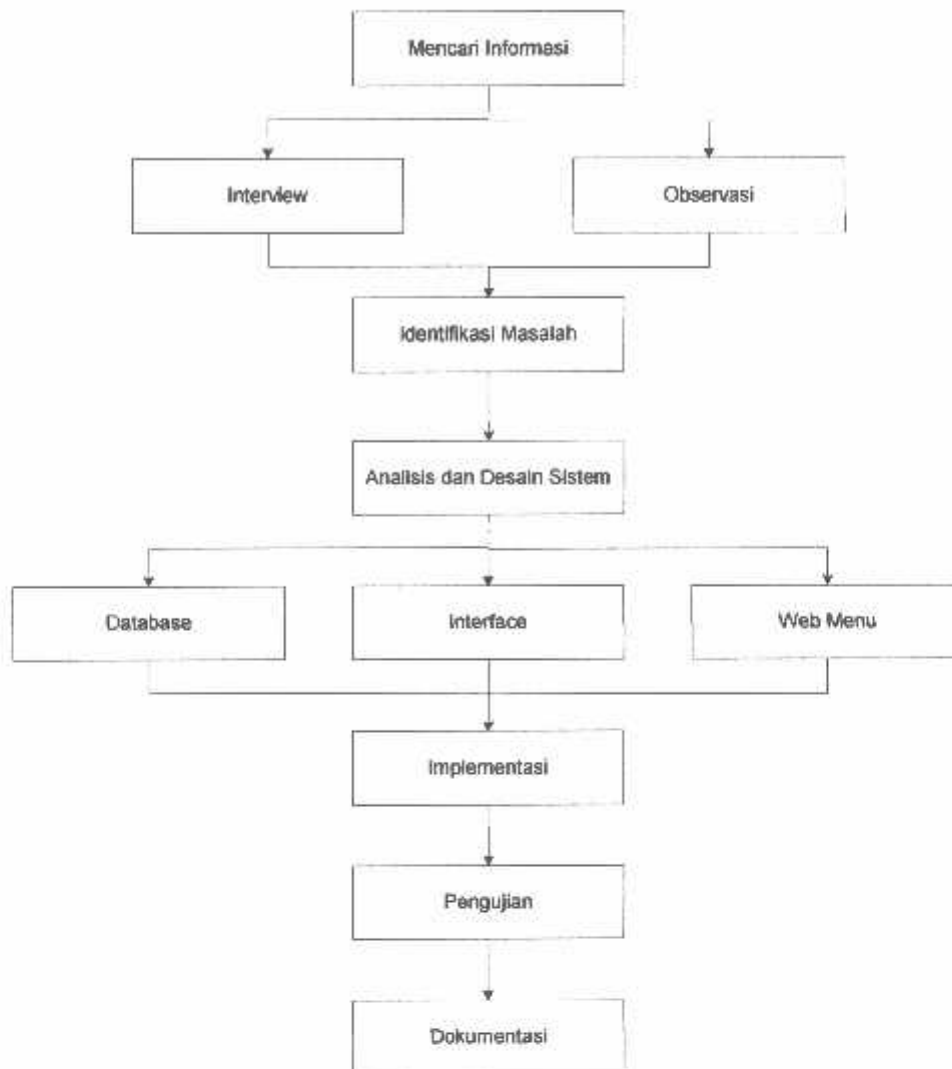 Mencari Informasi
Interview
Observasi
Identifikasi Masalah
Analisis dan Desain Sistem
Database
Interface
Web Menu
Implementasi
Pengujian
Dokumentasi